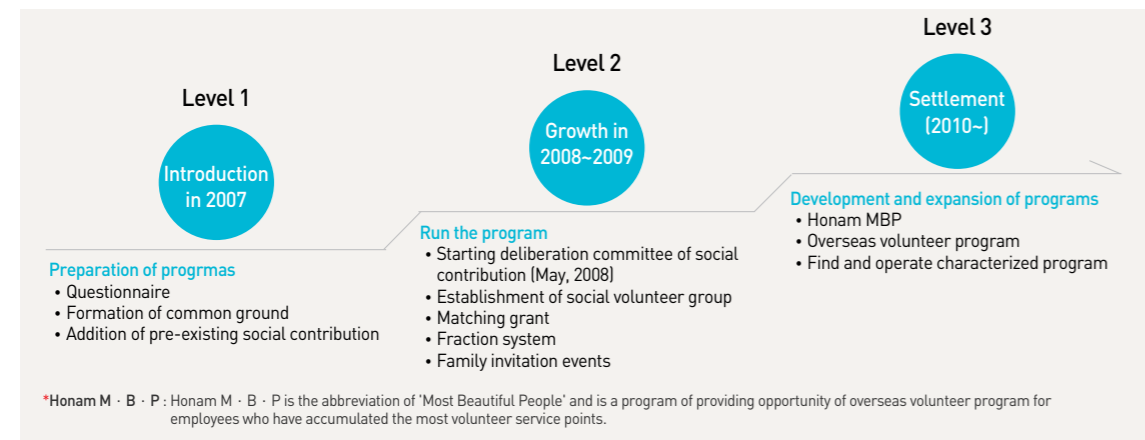 Level 1
Introduction
in 2007
Preparation of progrmas
• Questionnaire
• Formation of common ground
• Addition of pre-existing social contribution
Level 2
Growth in
2008~2009
Run the program
• Starting deliberation committee of social
contribution (May, 2008)
• Establishment of social volunteer group
• Matching grant
• Fraction system
• Family invitation events
Level 3
Settlement
(2010~)
Development and expansion of programs
• Honam MBP
• Overseas volunteer program
• Find and operate characterized program
*Honam M · B · P : Honam M · B · P is the abbreviation of 'Most Beautiful People' and is a program of providing opportunity of overseas volunteer program for
employees who have accumulated the most volunteer service points.